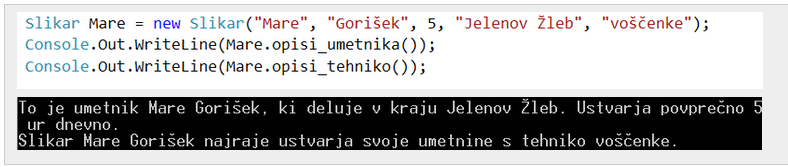 Slikar Mare = new Slikar("Mare", "Gorišek", 5, "Jelenov Žleb", "voščenke");
Console.Out.WriteLine(Mare.opisi_umetnika());
Console.Out.WriteLine(Mare.opisi_tehniko());
To je umetnik Mare Gorišek, ki deluje v kraju Jelenov Žleb. Ustvarja povprečno 5
ur dnevno.
Slikar Mare Gorišek najraje ustvarja svoje umetnine s tehniko voščenke.